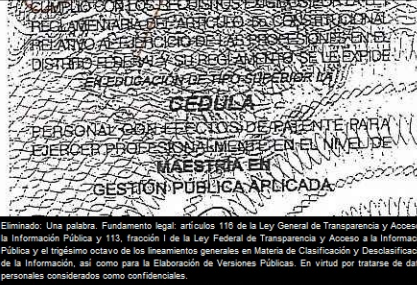 CUMPLIÓ CON LOS REQUISITOS
REGLAMENTARIA DEL ARTÍCULO 5o. CONSTITUCIONAL
RELATIVO AL EJERCICIO DE LAS PROFESIONES EN EL
DISTRITO FEDERAL Y SU REGLAMENTO SE LE EXPIDE
EN EDUCACIÓN DE TIPO SUPERIOR LA
CÉDULA
PERSONAL CON EFECTOS DE PATENTE PARA
EJERCER PROFESIONALMENTE EN EL NIVEL DE
MAESTRÍA EN
GESTIÓN PÚBLICA APLICADA
Eliminado: Una palabra. Fundamento legal: artículos 116 de la Ley General de Transparencia y Acceso
la Información Pública y 113, fracción I de la Ley Federal de Transparencia y Acceso a la Informac
Pública y el trigésimo octavo de los lineamientos generales en Materia de Clasificación y Desclasificac
de la Información, así como para la Elaboración de Versiones Públicas. En virtud por tratarse de dat
personales considerados como confidenciales.